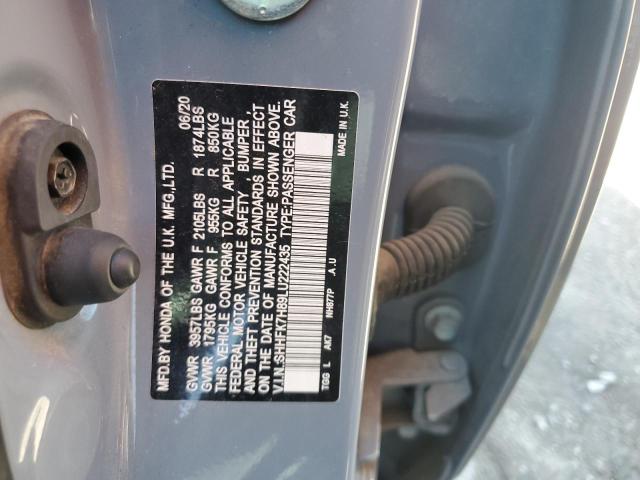 MFD.BY HONDA OF THE U.K. MFG.,LTD. 06/20
GVWR 3957LBS GAWR F 2105LBS R 1874LBS
GVWR 1795KG GAWR F 955KG R 850KG
THIS VEHICLE CONFORMS TO ALL APPLICABLE
FEDERAL MOTOR VEHICLE SAFETY , BUMPER ,
AND THEFT PREVENTION STANDARDS IN EFFECT
ON THE DATE OF MANUFACTURE SHOWN ABOVE.
V.I.N.:SHHFK7H69LU222435 TYPE:PASSENGER CAR
TGG L AK7 NH877P .A .U MADE IN U.K.